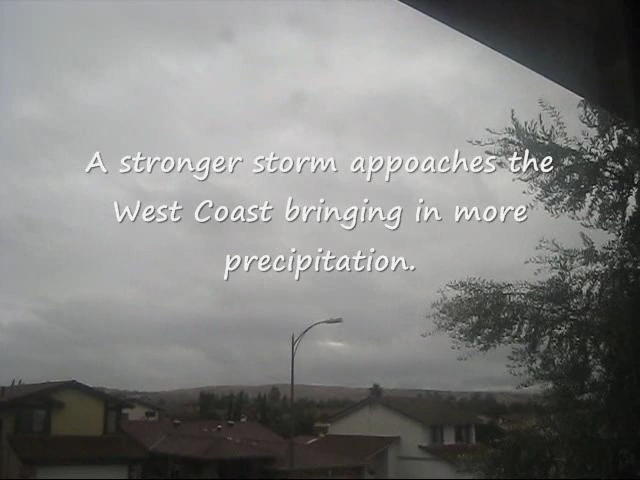 A stronger storm appoaches the
West Coast bringing in more
precipitation.